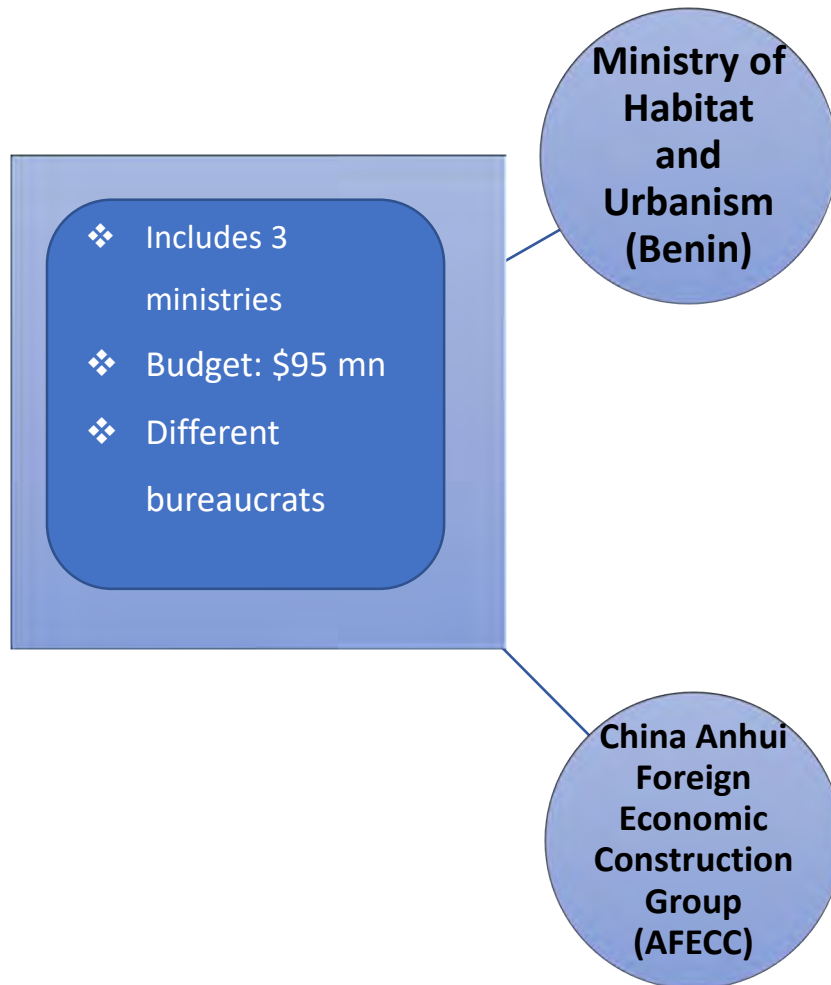 Ministry of
Habitat
and
Urbanism
(Benin)
❖ Includes 3
ministries
❖ Budget: $95 mn
❖ Different
bureaucrats
China Anhui
Foreign
Economic
Construction
Group
(AFECC)